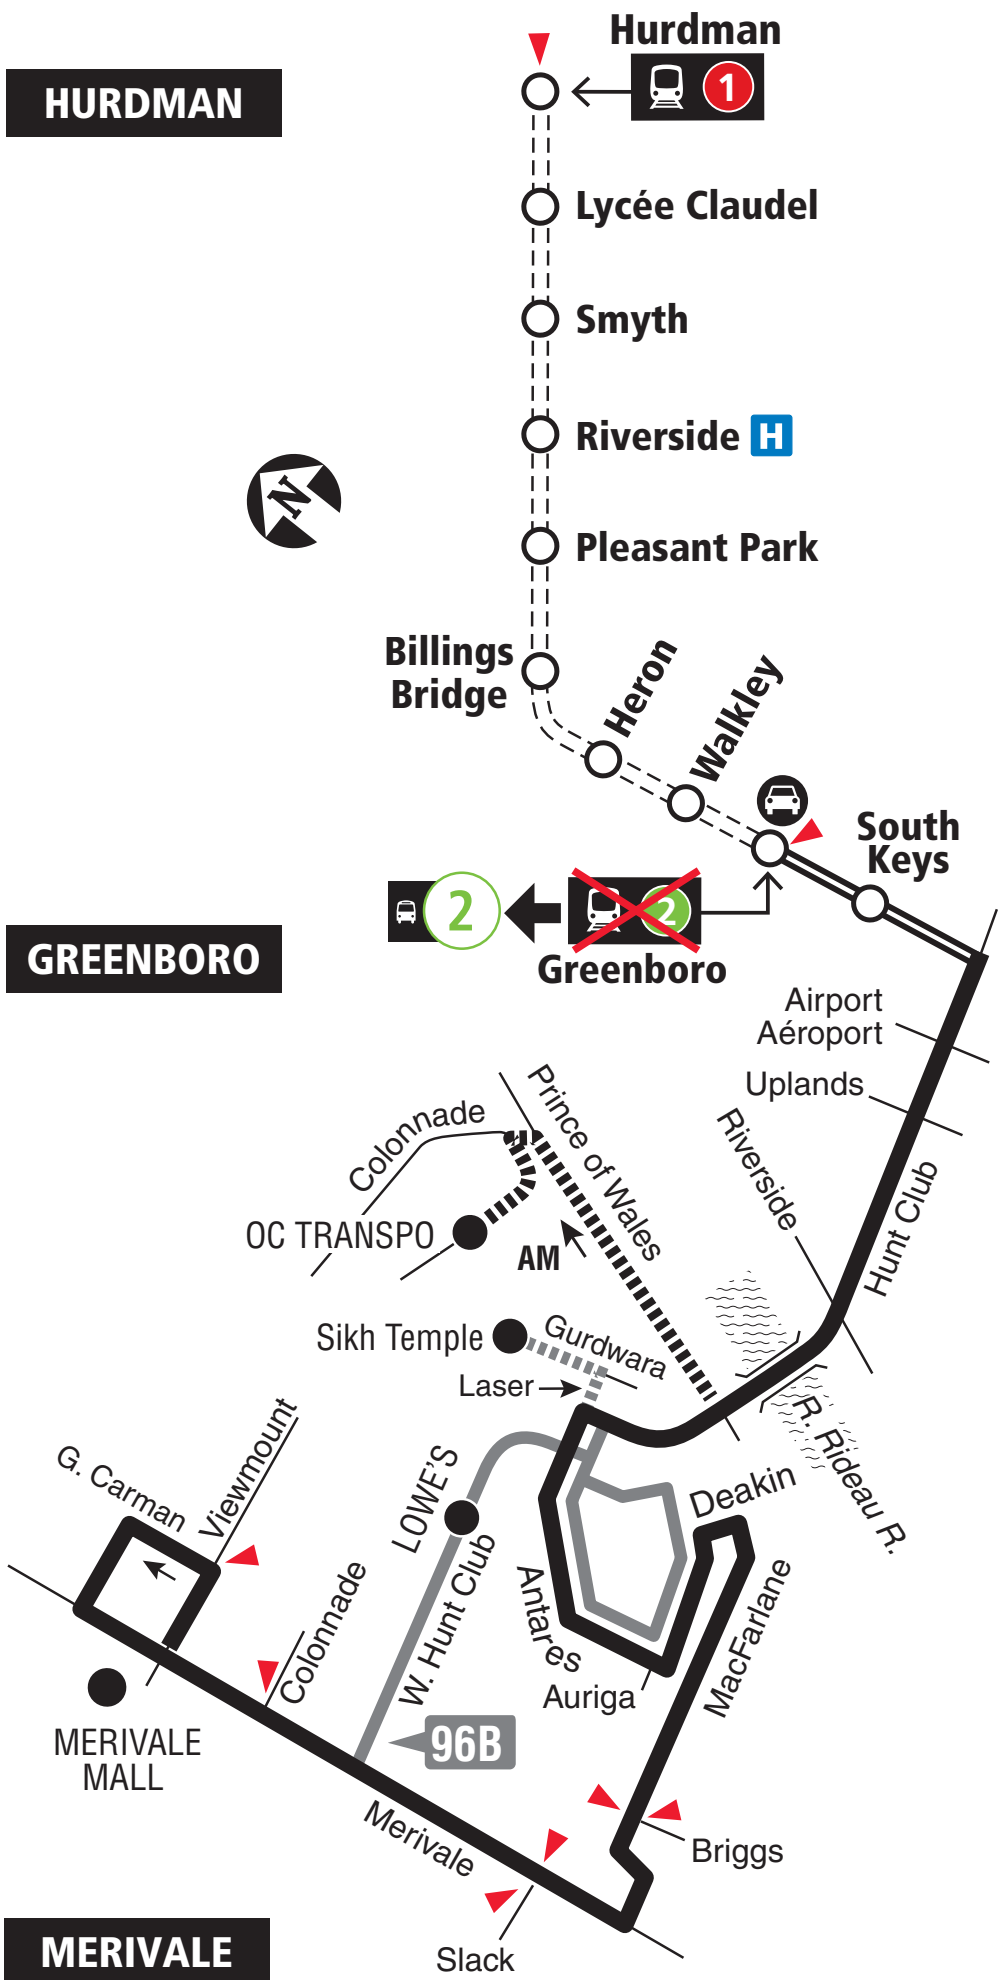 Hurdman
1
HURDMAN
Lycée Claudel
Smyth
Riverside H
N
Pleasant Park
Billings
Bridge
Heron
Walkley
South
Keys
2
2
Greenboro
GREENBORO
Airport
Aéroport
Uplands
Prince of Wales
Colonnade
Riverside
Hunt Club
OC TRANSPO
AM
Sikh Temple
Gurdwara
Laser
R. Rideau R.
G. Carman
Viewmount
LOWE'S
Deakin
W. Hunt Club
Antares
Colonnade
MacFarlane
Auriga
96B
MERIVALE
MALL
Merivale
Briggs
Slack
MERIVALE